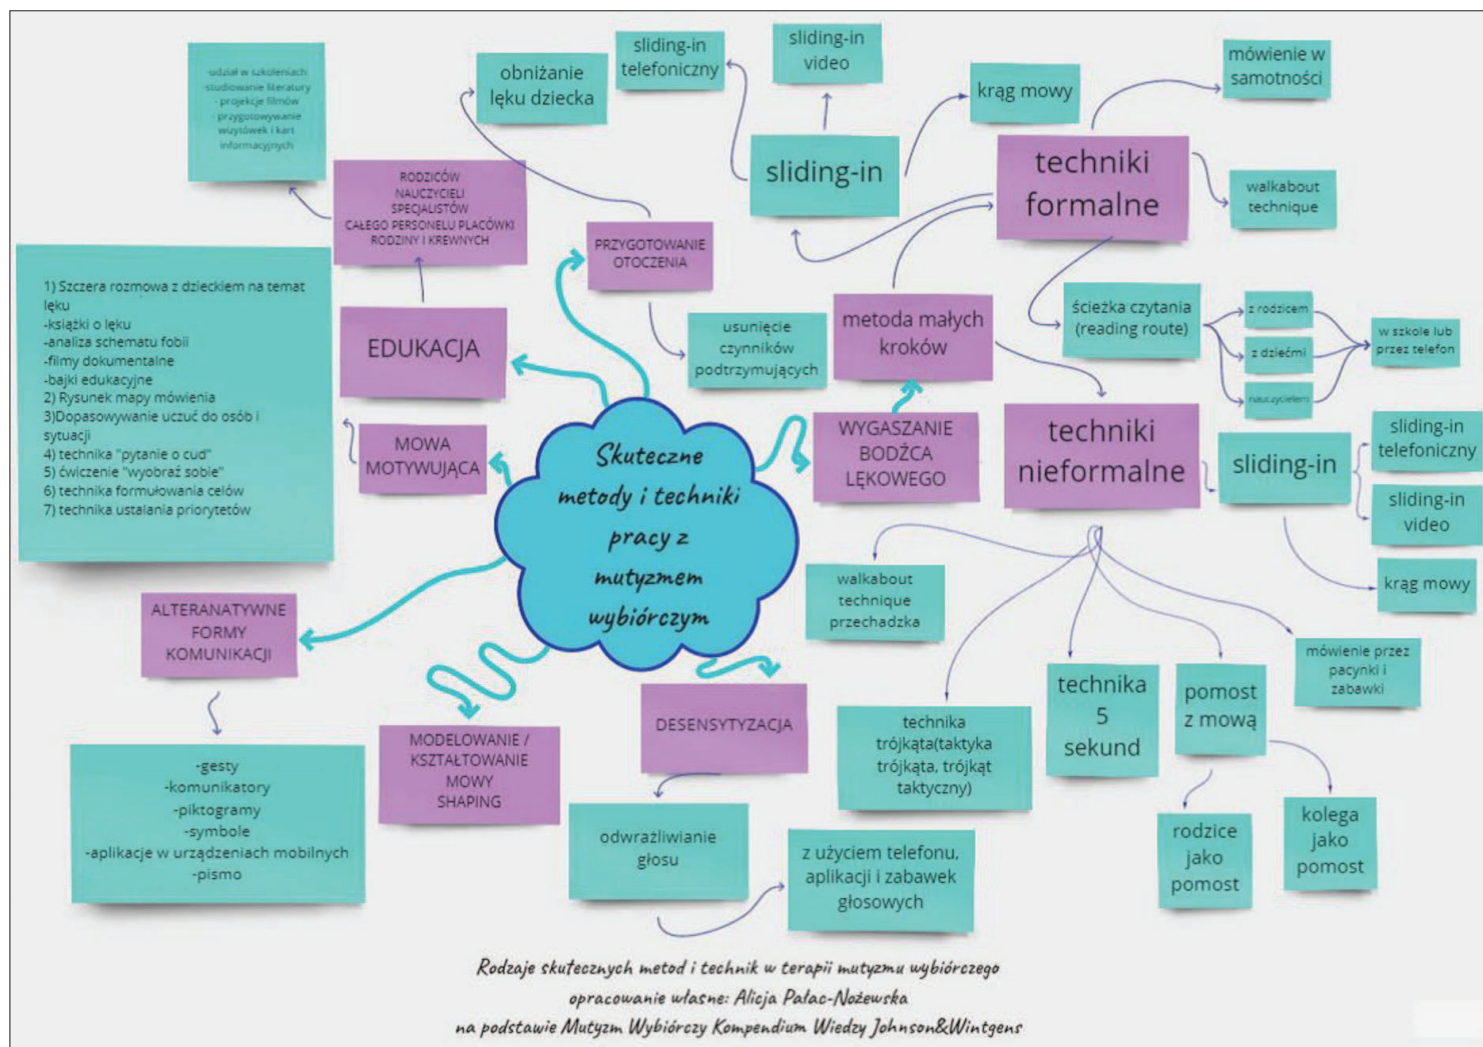 -odział w szkoleniach
-studiowanie literatury
- projekcje filmów
- przygotowywanie
wizytówek i kart
informacyjnych
obniżanie
lęku dziecka
sliding-in
telefoniczny
sliding-in
video
krąg mowy
mówienie w
samotności
sliding-in
techniki
formalne
walkabout
technique
RODZICÓW
NAUCZYCIELI
SPECJALISTÓW
CAŁEGO PERSONELU PLACÓWKI
RODZINY I KREWNYCH
PRZYGOTOWANIE
OTOCZENIA
1) Szczera rozmowa z dzieckiem na temat
lęku
-książki o lęku
-analiza schematu fobii
-filmy dokumentalne
-bajki edukacyjne
2) Rysunek mapy mówienia
3)Dopasowywanie uczuć do osób i
sytuacji
4) technika "pytanie o cud"
5) ćwiczenie "wyobraź sobie"
6) technika formułowania celów
7) technika ustalania priorytetów
EDUKACJA
usunięcie
czynników
podtrzymujących
metoda małych
kroków
ścieżka czytania
(reading route)
z rodzicem
z dziećmi
nauczycielem
w szkole lub
przez telefon
MOWA
MOTYWUJĄCA
Skuteczne
metody i techniki
pracy z
mutyzmem
wybiórczym
WYGASZANIE
BODŹCA
LĘKOWEGO
techniki
nieformalne
sliding-in
sliding-in
telefoniczny
sliding-in
video
krąg mowy
ALTERANATYWNE
FORMY
KOMUNIKACJI
walkabout
technique
przechadzka
mówienie przez
pacynki i
zabawki
MODELOWANIE /
KSZTAŁTOWANIE
MOWY
SHAPING
DESENSYTYZACJA
technika
trójkąta(taktyka
trójkąta, trójkąt
taktyczny)
technika
5
sekund
pomost
z mową
-gesty
-komunikatory
-piktogramy
-symbole
-aplikacje w urządzeniach mobilnych
-pismo
odwrażliwianie
głosu
z użyciem telefonu,
aplikacji i zabawek
głosowych
rodzice
jako
pomost
kolega
jako
pomost
Rodzaje skutecznych metod i technik w terapii mutyzmu wybiórczego
opracowanie własne: Alicja Pałac-Nożewska
na podstawie Mutyzm Wybiórczy Kompendium Wiedzy Johnson&Wintgens